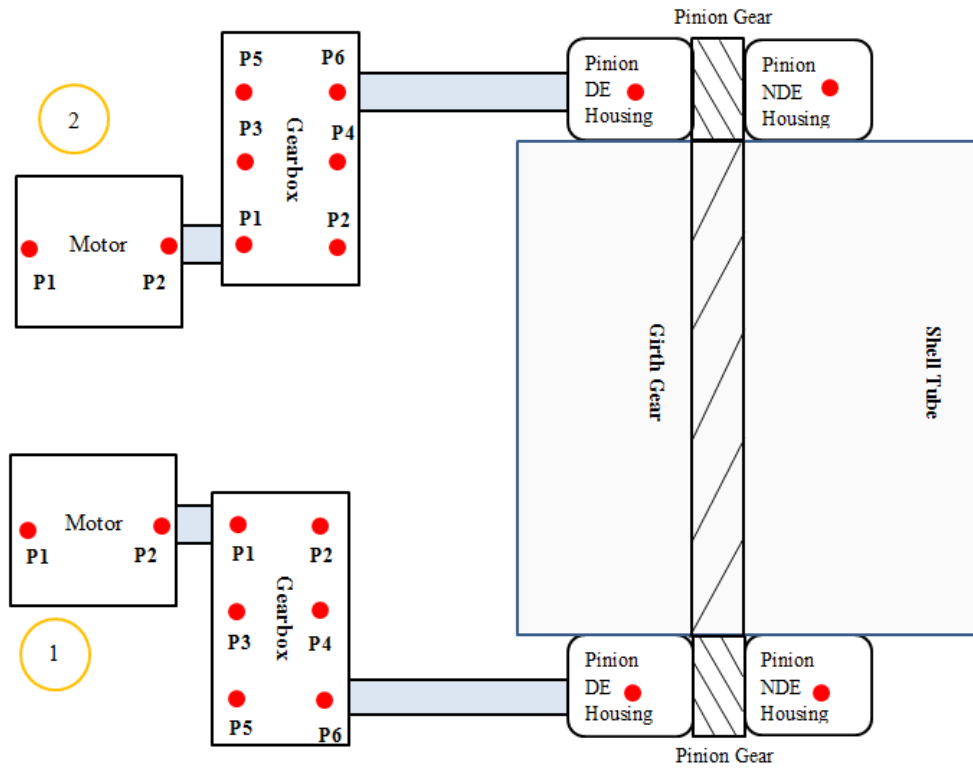 Pinion Gear
P5
P6
Pinion
DE
Housing
Pinion
NDE
Housing
2
P3
P4
Gearbox
P1
P2
Motor
P1
P2
Girth Gear
Shell Tube
Motor
P1
P2
P1
P2
Gearbox
P3
P4
1
P5
P6
Pinion
DE
Housing
Pinion
NDE
Housing
Pinion Gear